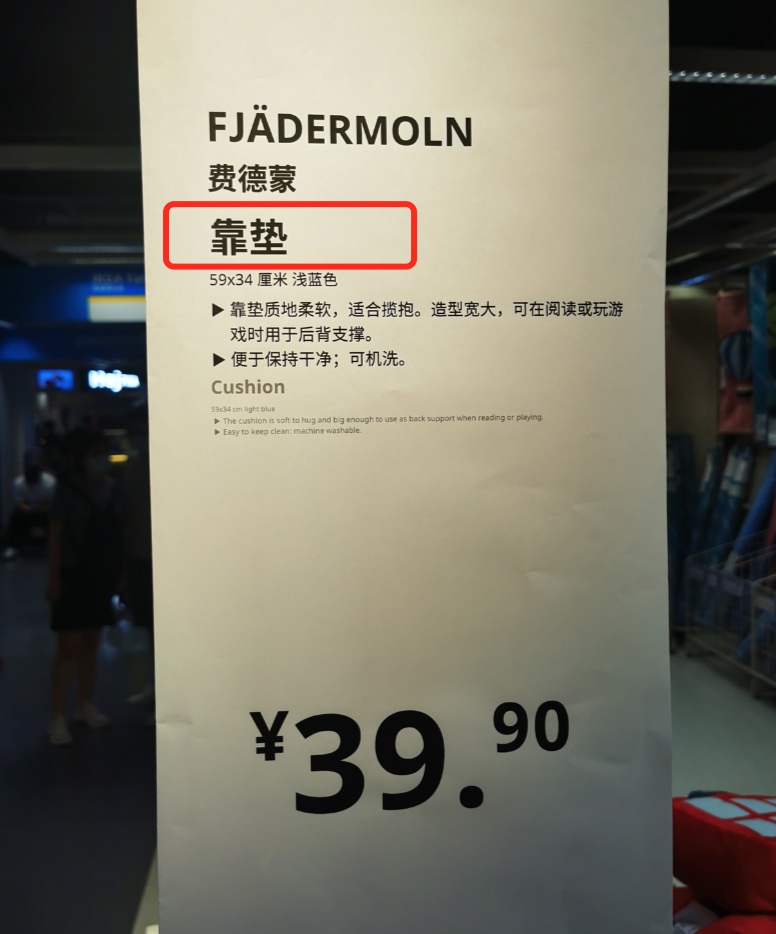 FJÄDERMOLN
费德蒙
靠垫
59x34 厘米 浅蓝色
▶ 靠垫质地柔软，适合揽抱。造型宽大，可在阅读或玩游
戏时用于后背支撑。
▶ 便于保持干净；可机洗。
Cushion
59x34 cm light blue
▶ The cushion is soft to hug and big enough to use as back support when reading or playing.
▶ Easy to keep clean; machine washable.
¥39.90